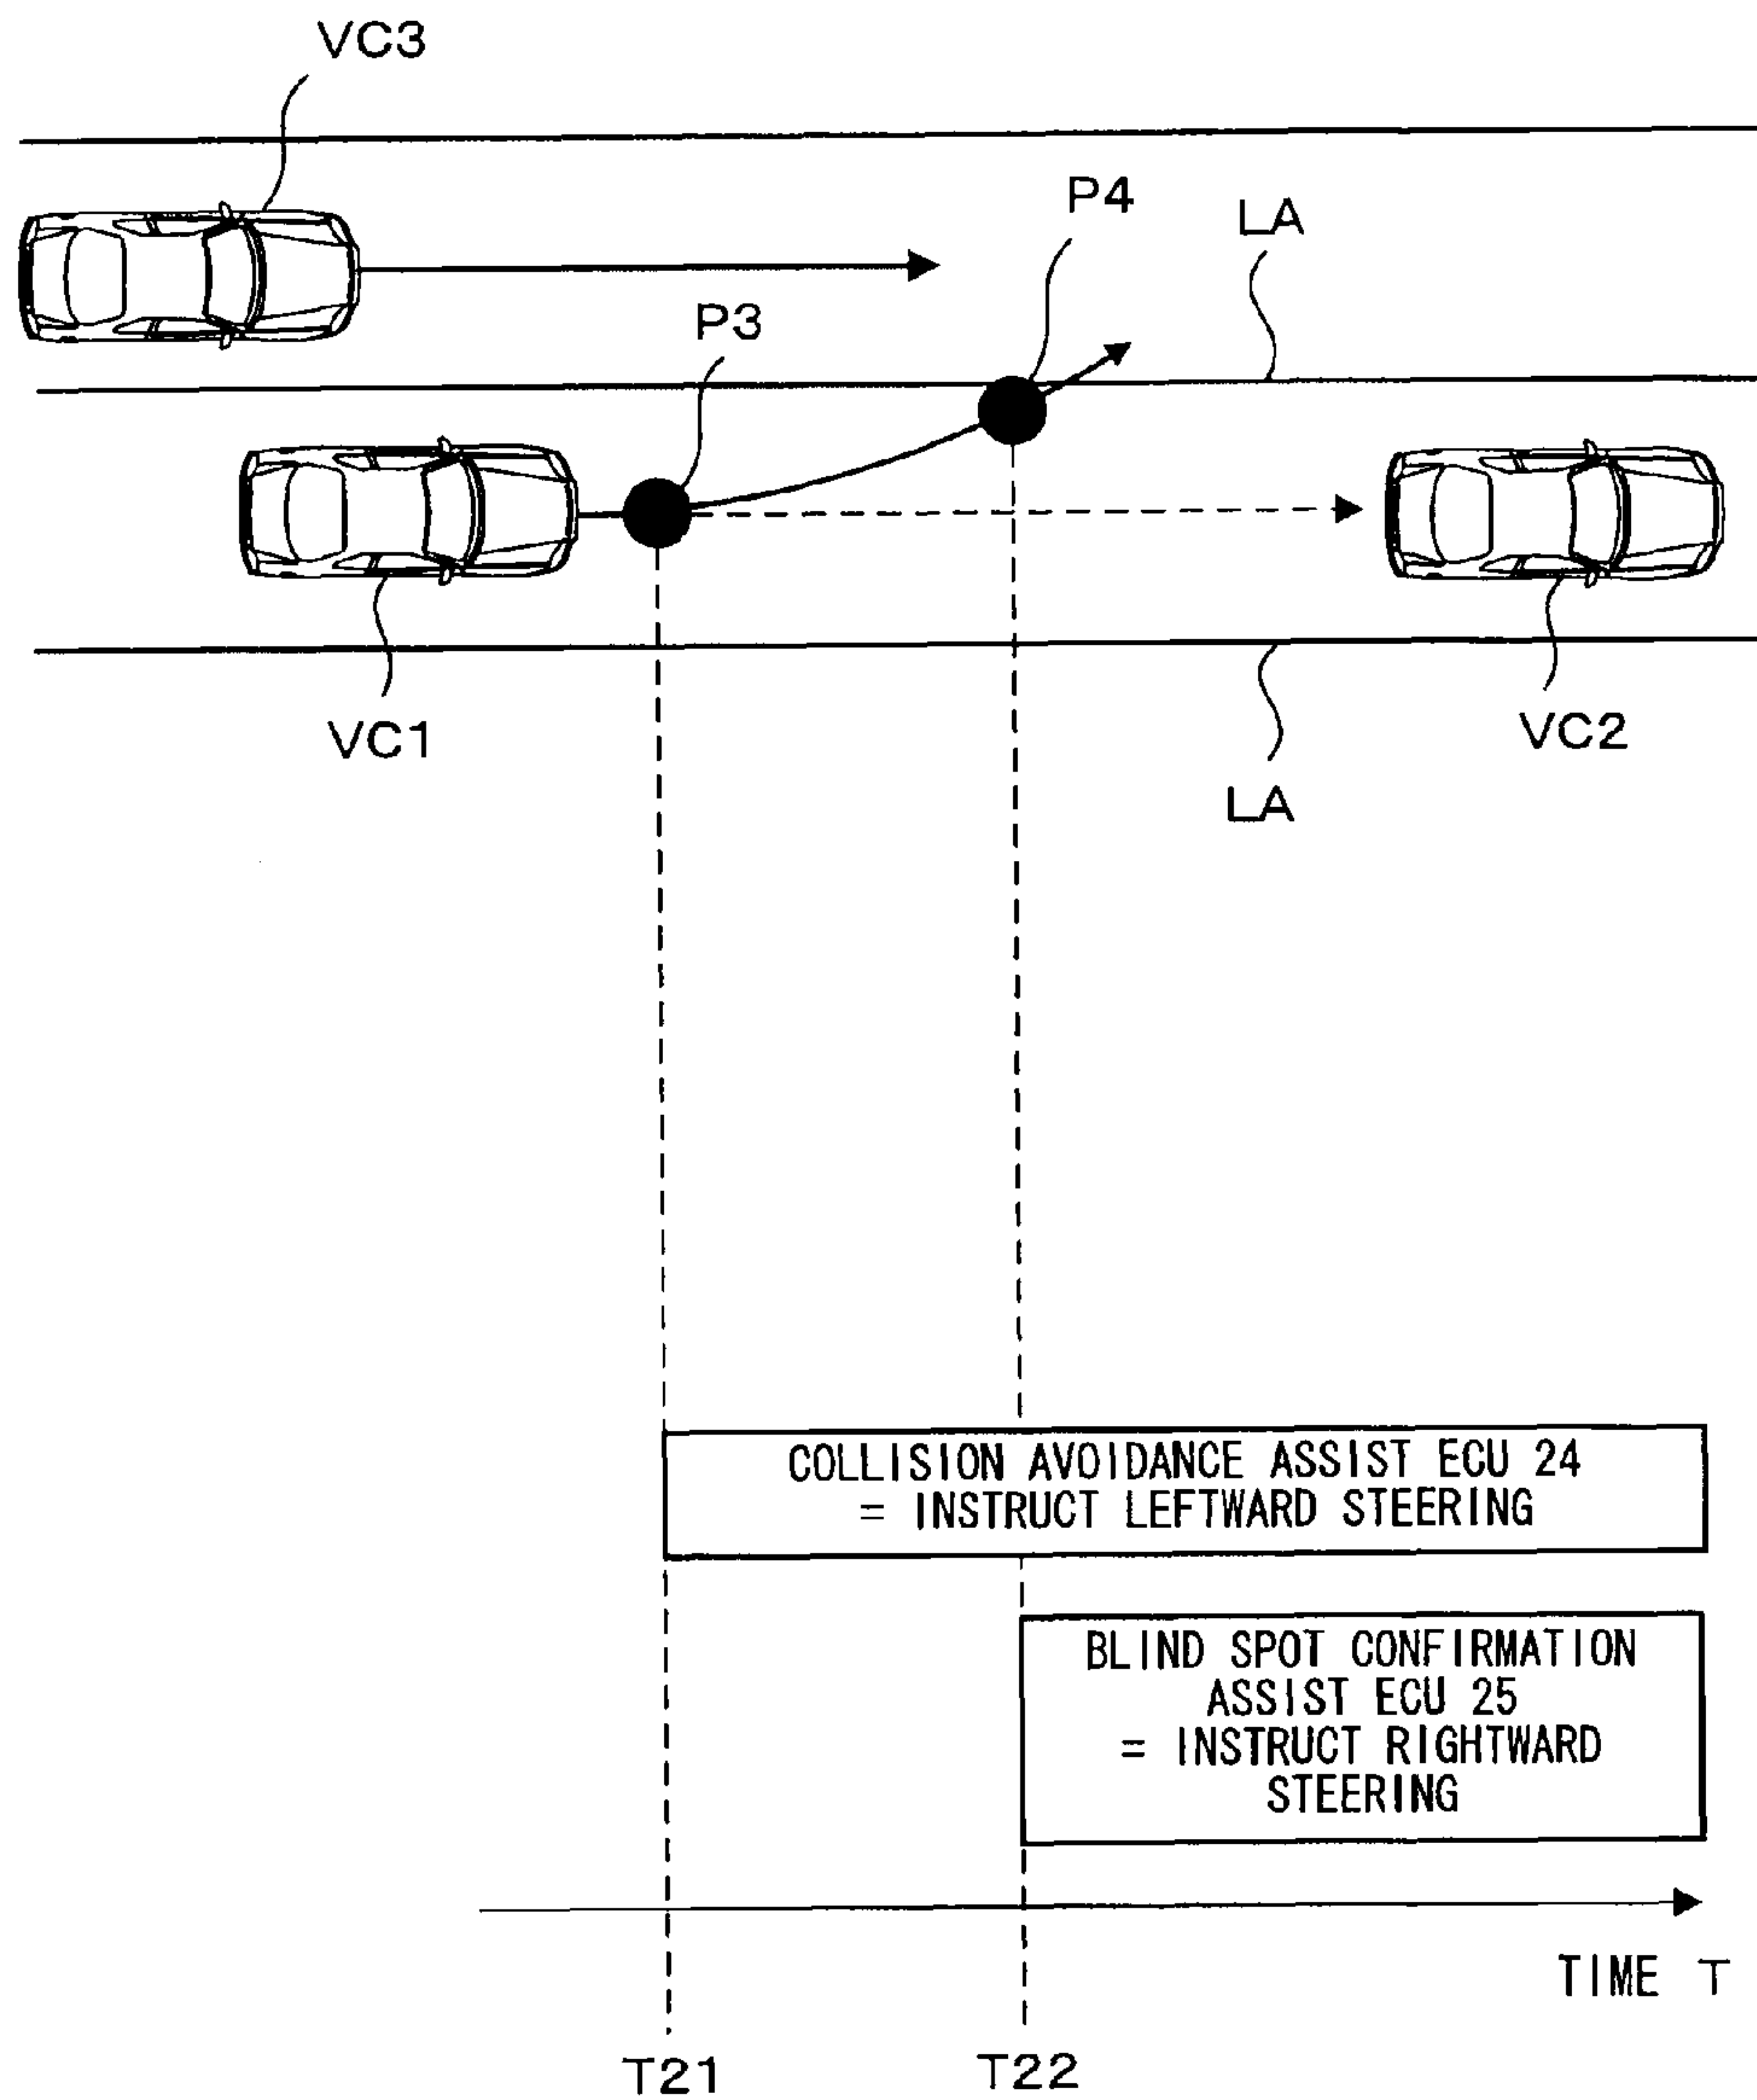 VC3
P4
LA
P3
VC1
VC2
LA
COLLISION AVOIDANCE ASSIST ECU 24
= INSTRUCT LEFTWARD STEERING
BLIND SPOT CONFIRMATION
ASSIST ECU 25
= INSTRUCT RIGHTWARD
STEERING
TIME T
T21
T22